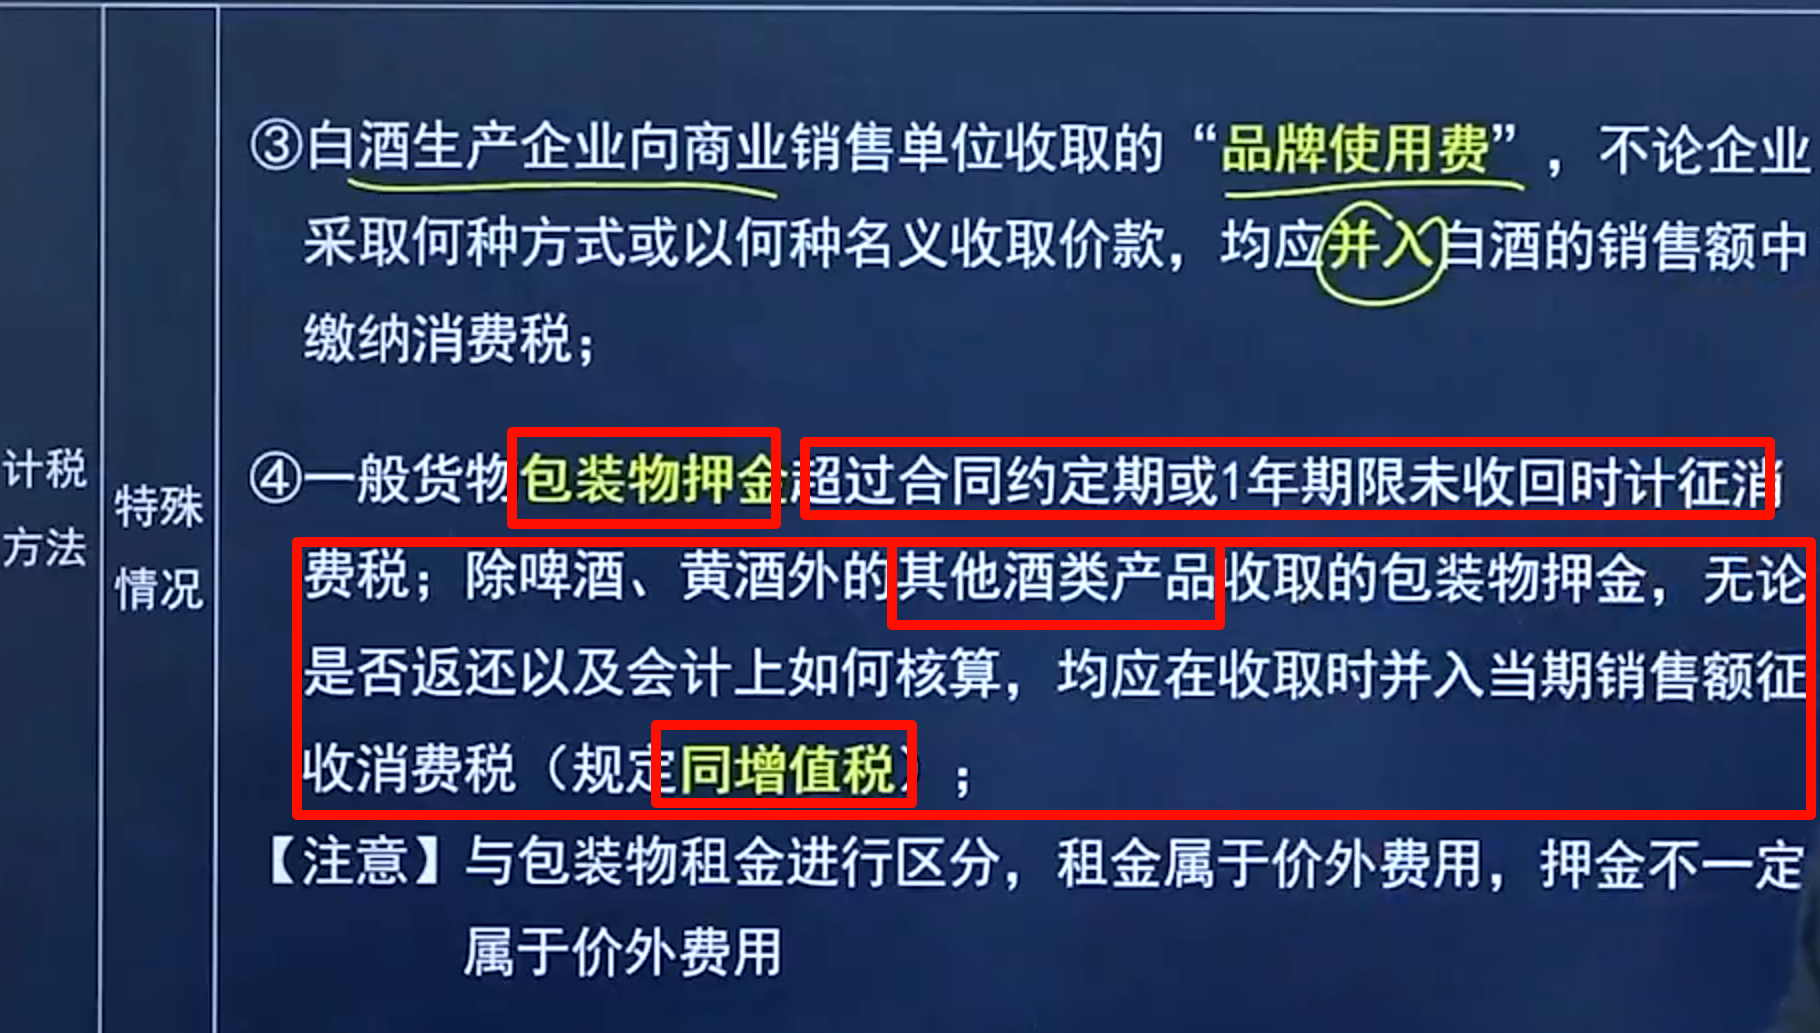 计税
方法
特殊
情况
③白酒生产企业向商业销售单位收取的“品牌使用费”，不论企业
采取何种方式或以何种名义收取价款，均应并入白酒的销售额中
缴纳消费税；
④一般货物包装物押金超过合同约定期或1年期限未收回时计征消
费税；除啤酒、黄酒外的其他酒类产品收取的包装物押金，无论
是否返还以及会计上如何核算，均应在收取时并入当期销售额征
收消费税（规定同增值税）；
【注意】与包装物租金进行区分，租金属于价外费用，押金不一定
属于价外费用